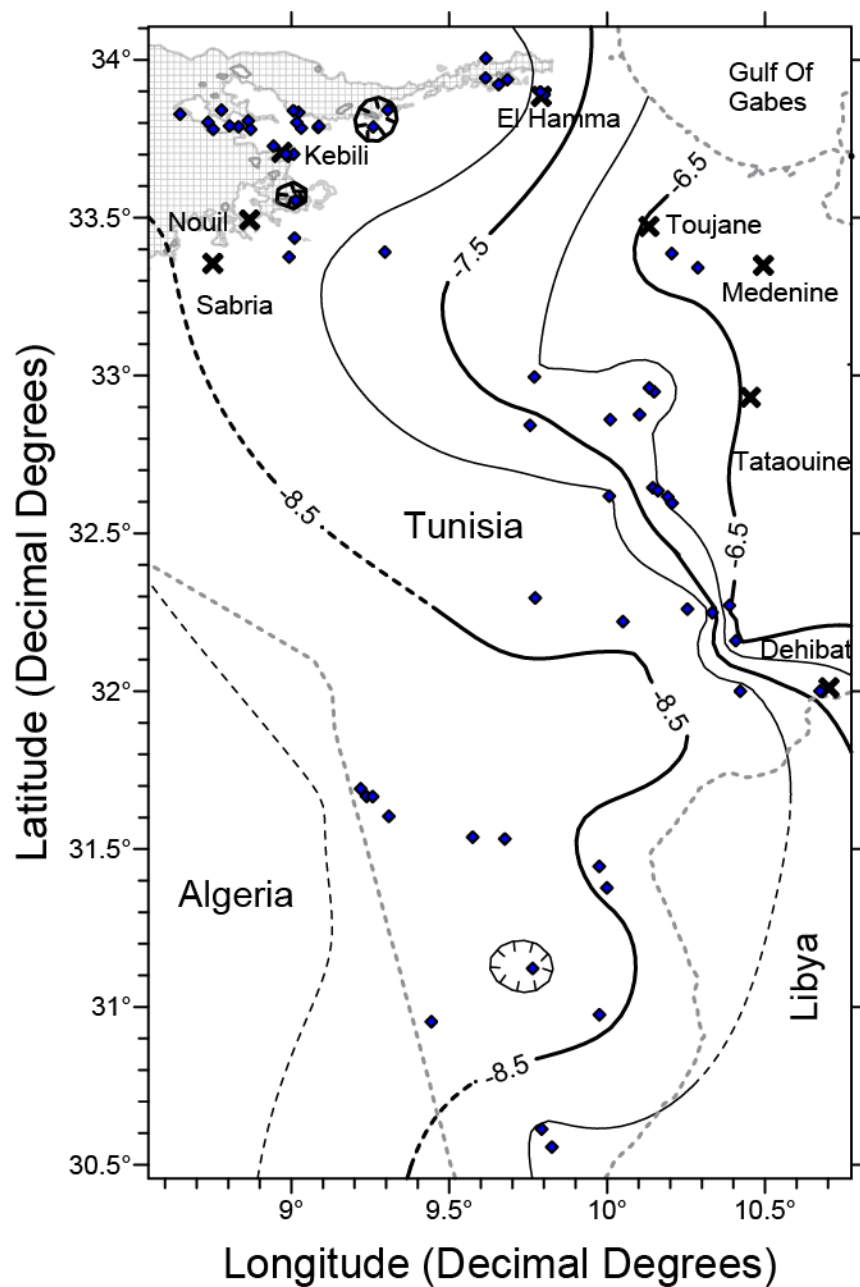 34°
33.5°
33°
32.5°
32°
31.5°
31°
30.5°
Latitude (Decimal Degrees)
Gulf Of
Gabes
El Hamma
Kebili
-6.5
Nouil
Toujane
-7.5
Sabria
Medenine
Tataouine
-8.5
Tunisia
-6.5
Dehibat
-8.5
Algeria
Libya
-8.5
9°
9.5°
10°
10.5°
Longitude (Decimal Degrees)